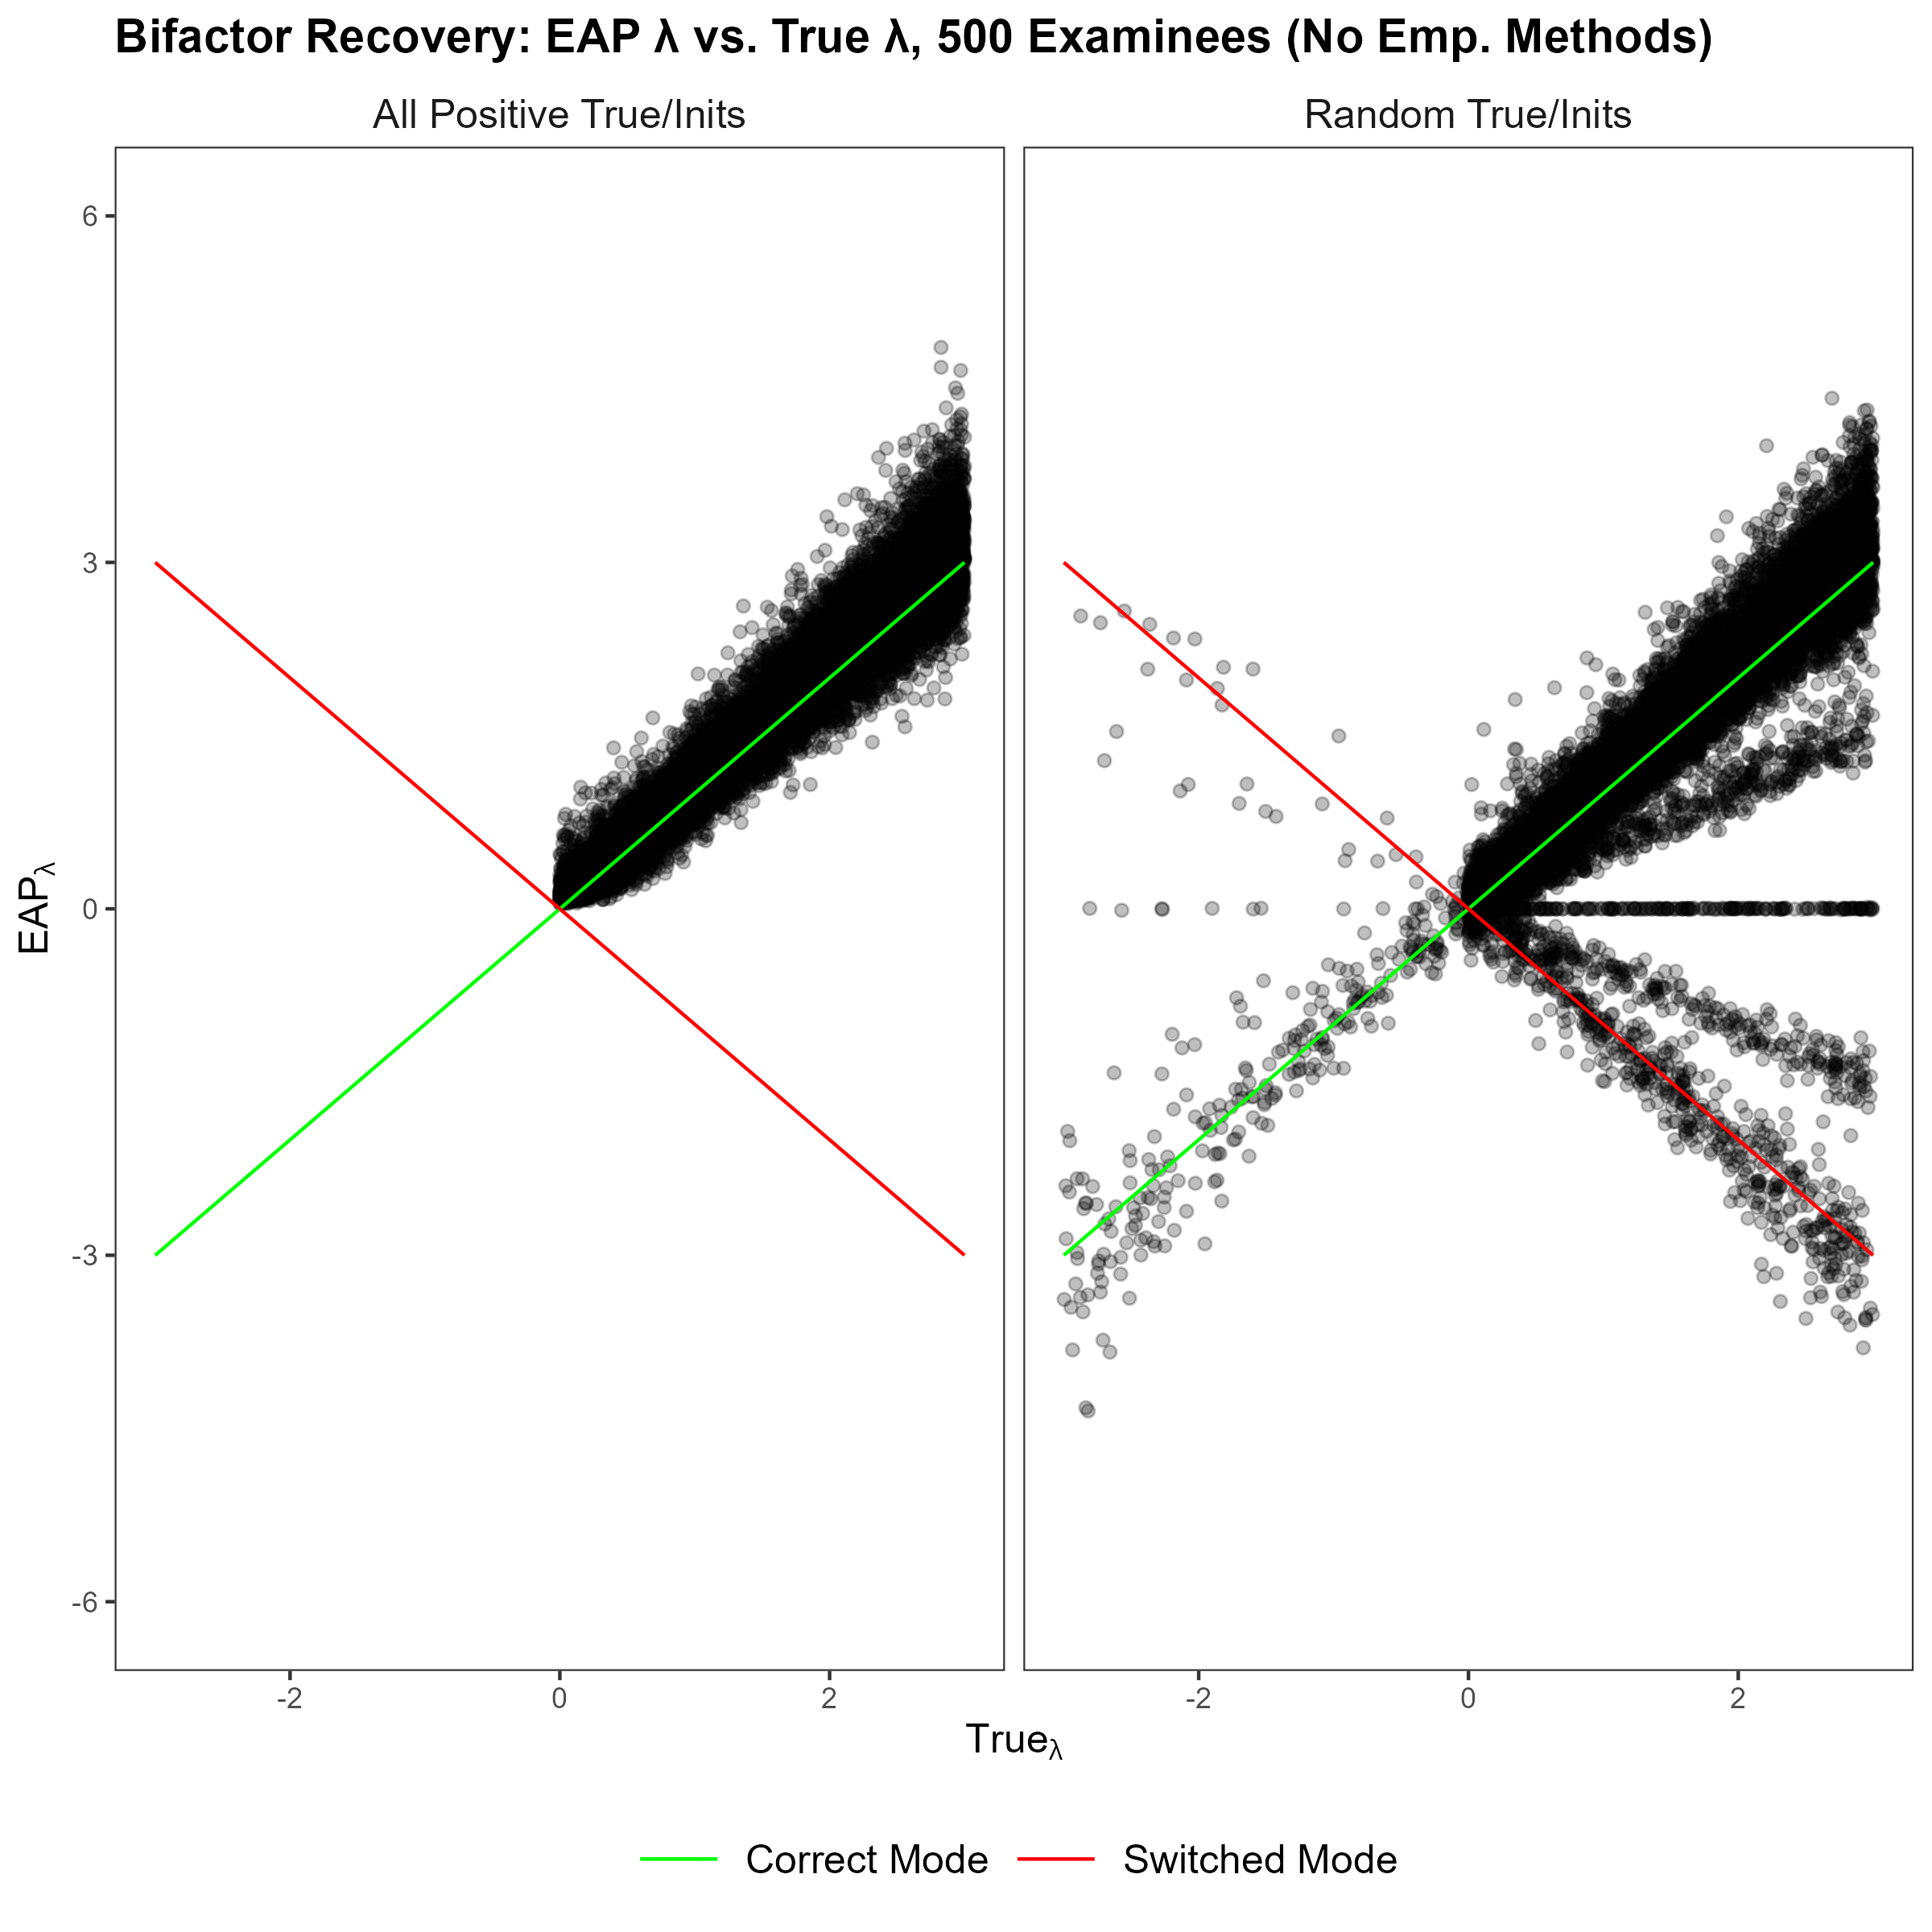 Bifactor Recovery: EAP λ vs. True λ, 500 Examinees (No Emp. Methods)
All Positive True/Inits Random True/Inits
6
3
0
-3
-6
EAPλ
-2 0 2 -2 0 2
Trueλ
Correct Mode Switched Mode